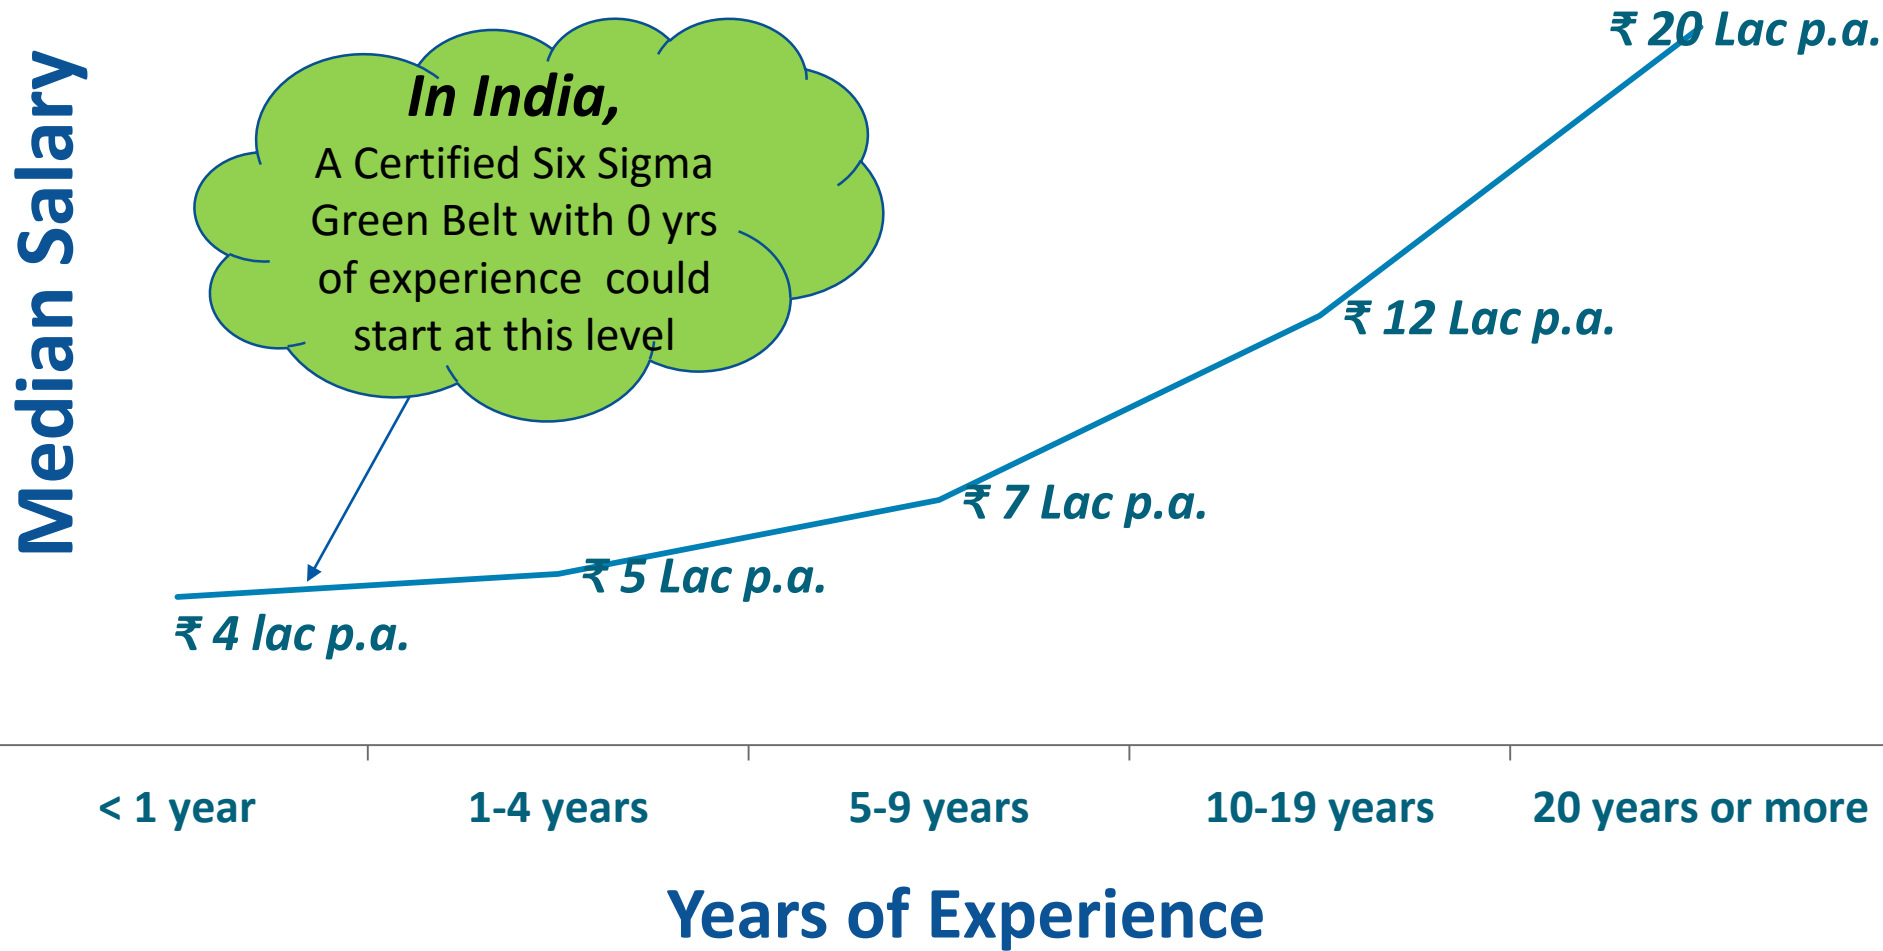 Median Salary
In India,
A Certified Six Sigma
Green Belt with 0 yrs
of experience  could
start at this level
₹ 4 lac p.a.
₹ 5 Lac p.a.
₹ 7 Lac p.a.
₹ 12 Lac p.a.
₹ 20 Lac p.a.
< 1 year
1-4 years
5-9 years
10-19 years
20 years or more
Years of Experience